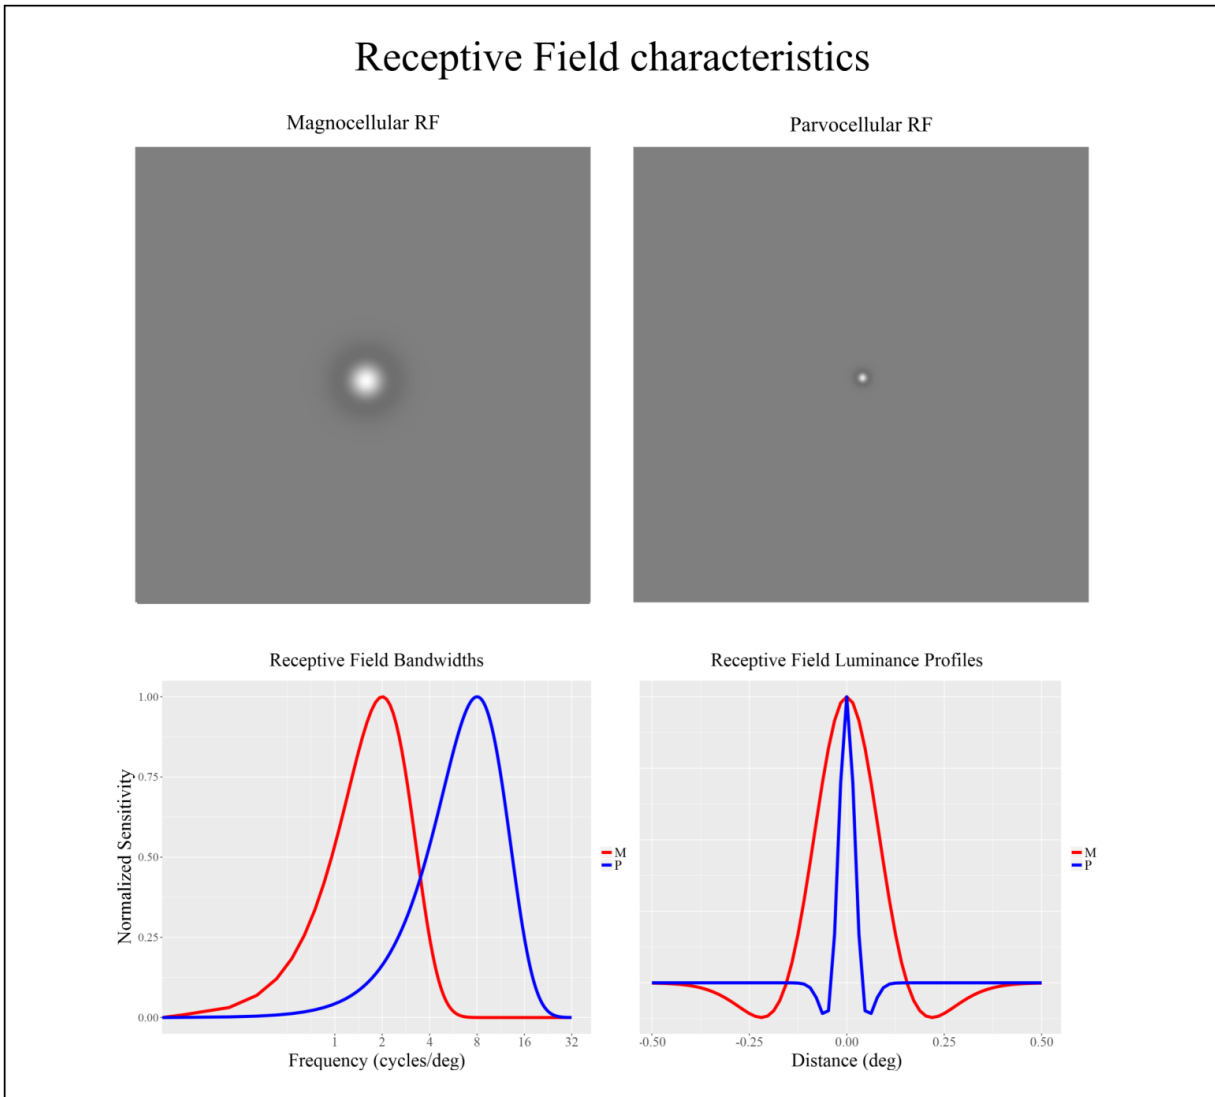 Receptive Field characteristics
Magnocellular RF
Parvocellular RF
Receptive Field Bandwidths
1.00
0.75
0.50
0.25
0.00
Normalized Sensitivity
1 2 4 8 16 32
Frequency (cycles/deg)
M
P
Receptive Field Luminance Profiles
M
P
-0.50 -0.25 0.00 0.25 0.50
Distance (deg)